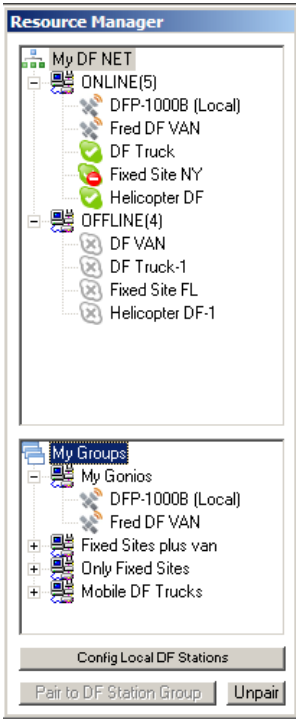 Resource Manager
My DF NET
ONLINE(5)
DFP-1000B (Local)
Fred DF VAN
DF Truck
Fixed Site NY
Helicopter DF
OFFLINE(4)
DF VAN
DF Truck-1
Fixed Site FL
Helicopter DF-1
My Groups
My Gonios
DFP-1000B (Local)
Fred DF VAN
Fixed Sites plus van
Only Fixed Sites
Mobile DF Trucks
Config Local DF Stations
Pair to DF Station Group Unpair